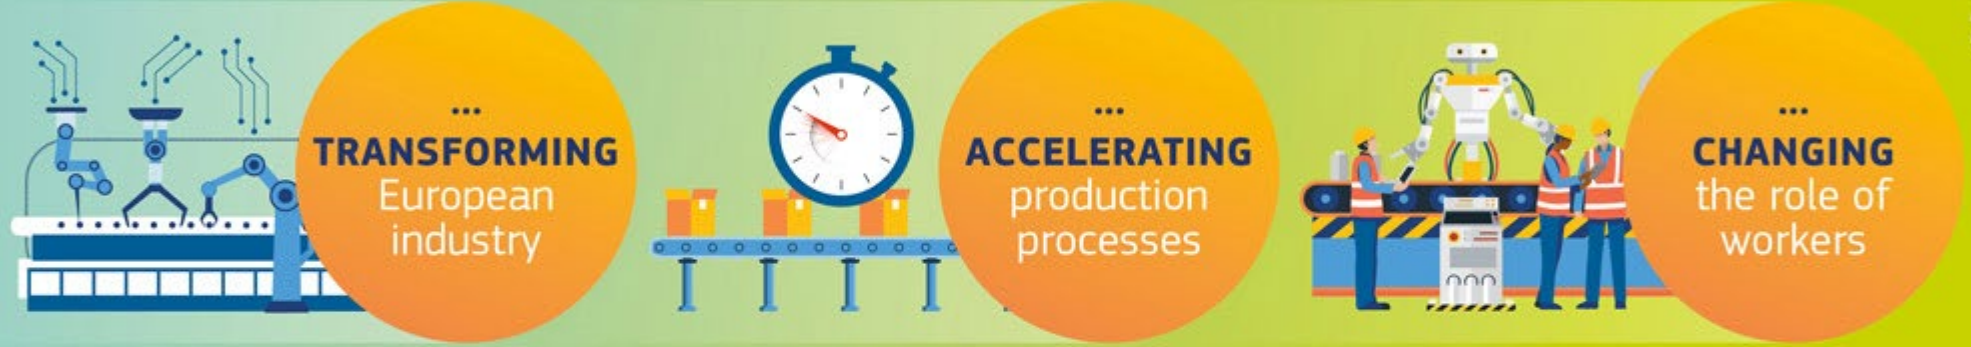 ...
TRANSFORMING
European
industry
...
ACCELERATING
production
processes
...
CHANGING
the role of
workers